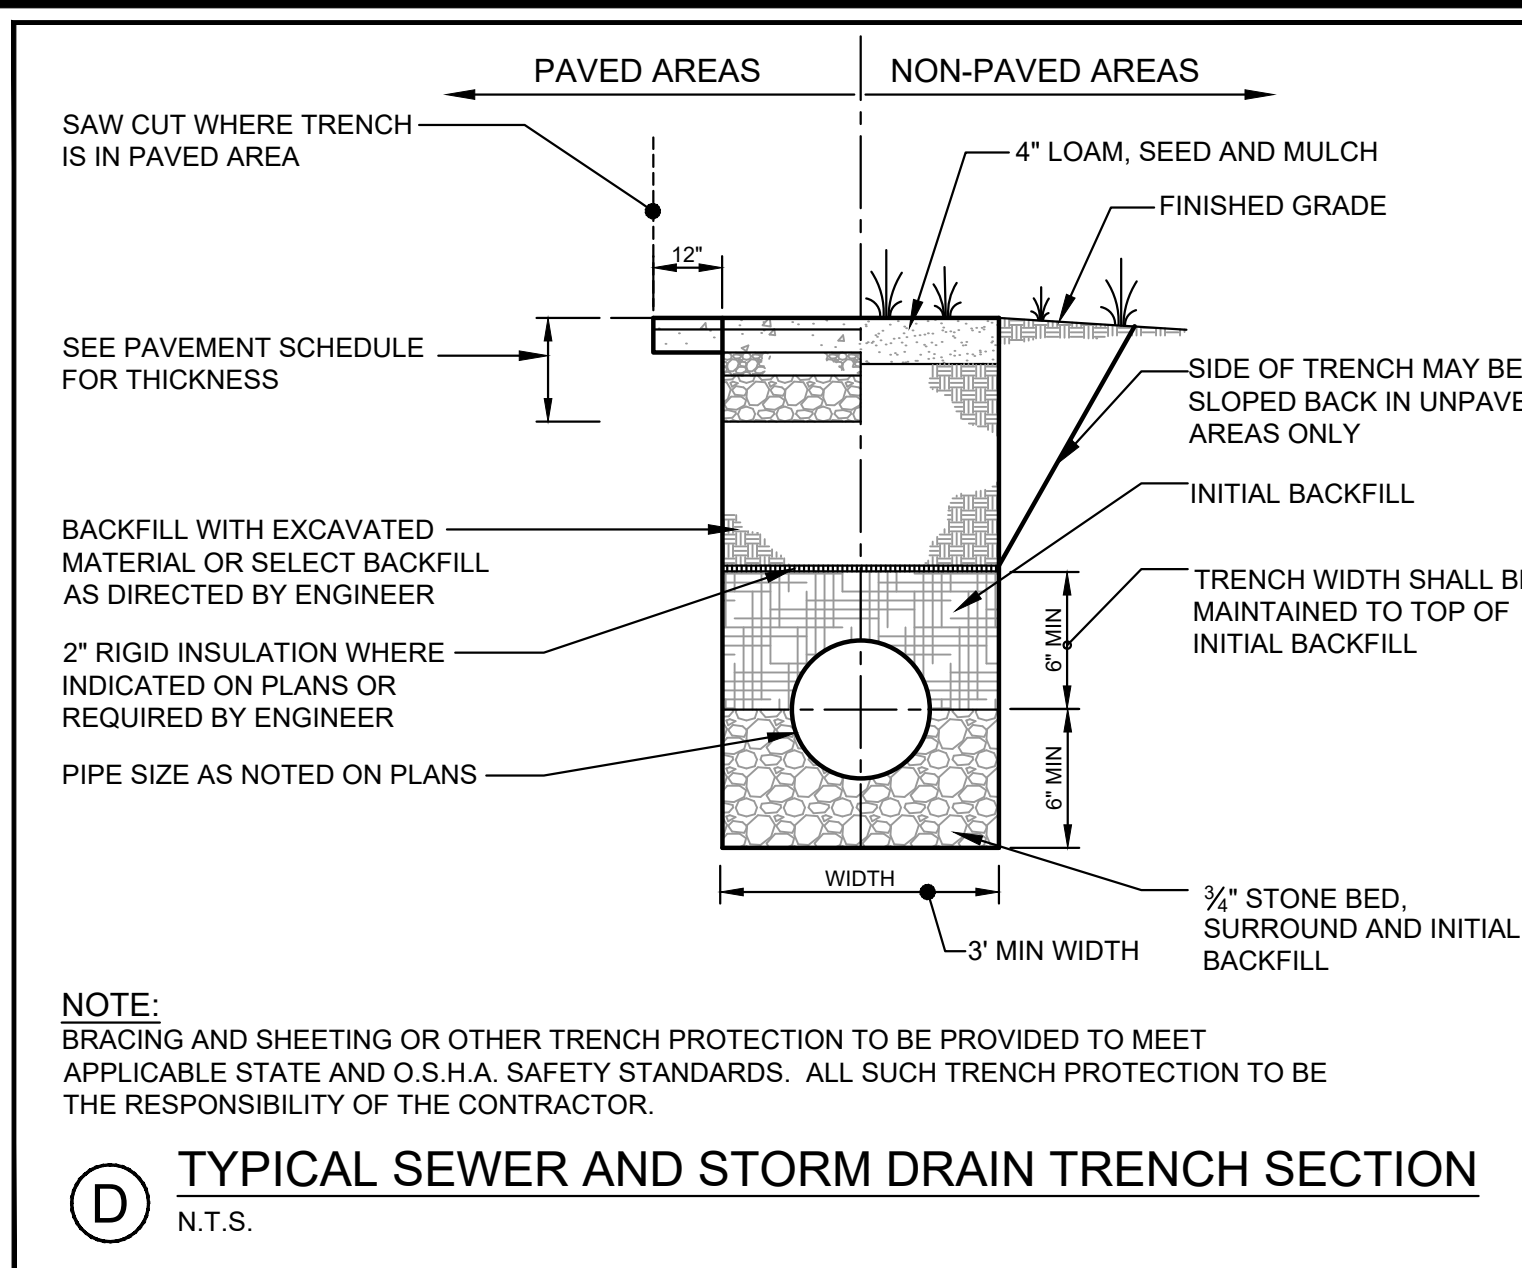 PAVED AREAS
NON-PAVED AREAS
SAW CUT WHERE TRENCH
IS IN PAVED AREA
4" LOAM, SEED AND MULCH
FINISHED GRADE
12"
SEE PAVEMENT SCHEDULE
FOR THICKNESS
SIDE OF TRENCH MAY BE
SLOPED BACK IN
AREAS ONLY
INITIAL BACKFILL
BACKFILL WITH EXCAVATED
MATERIAL OR SELECT BACKFILL
AS DIRECTED BY ENGINEER
TRENCH WIDTH SHALL
MAINTAINED TO TOP OF
INITIAL BACKFILL
6" MIN
2" RIGID INSULATION WHERE
INDICATED ON PLANS OR
REQUIRED BY ENGINEER
PIPE SIZE AS NOTED ON PLANS
6" MIN
WIDTH
3' MIN WIDTH
¾" STONE BED,
SURROUND AND INITIAL
BACKFILL
NOTE:
BRACING AND SHEETING OR OTHER TRENCH PROTECTION TO BE PROVIDED TO MEET
APPLICABLE STATE AND O.S.H.A. SAFETY STANDARDS. ALL SUCH TRENCH PROTECTION TO BE
THE RESPONSIBILITY OF THE CONTRACTOR.
D
TYPICAL SEWER AND STORM DRAIN TRENCH SECTION
N.T.S.